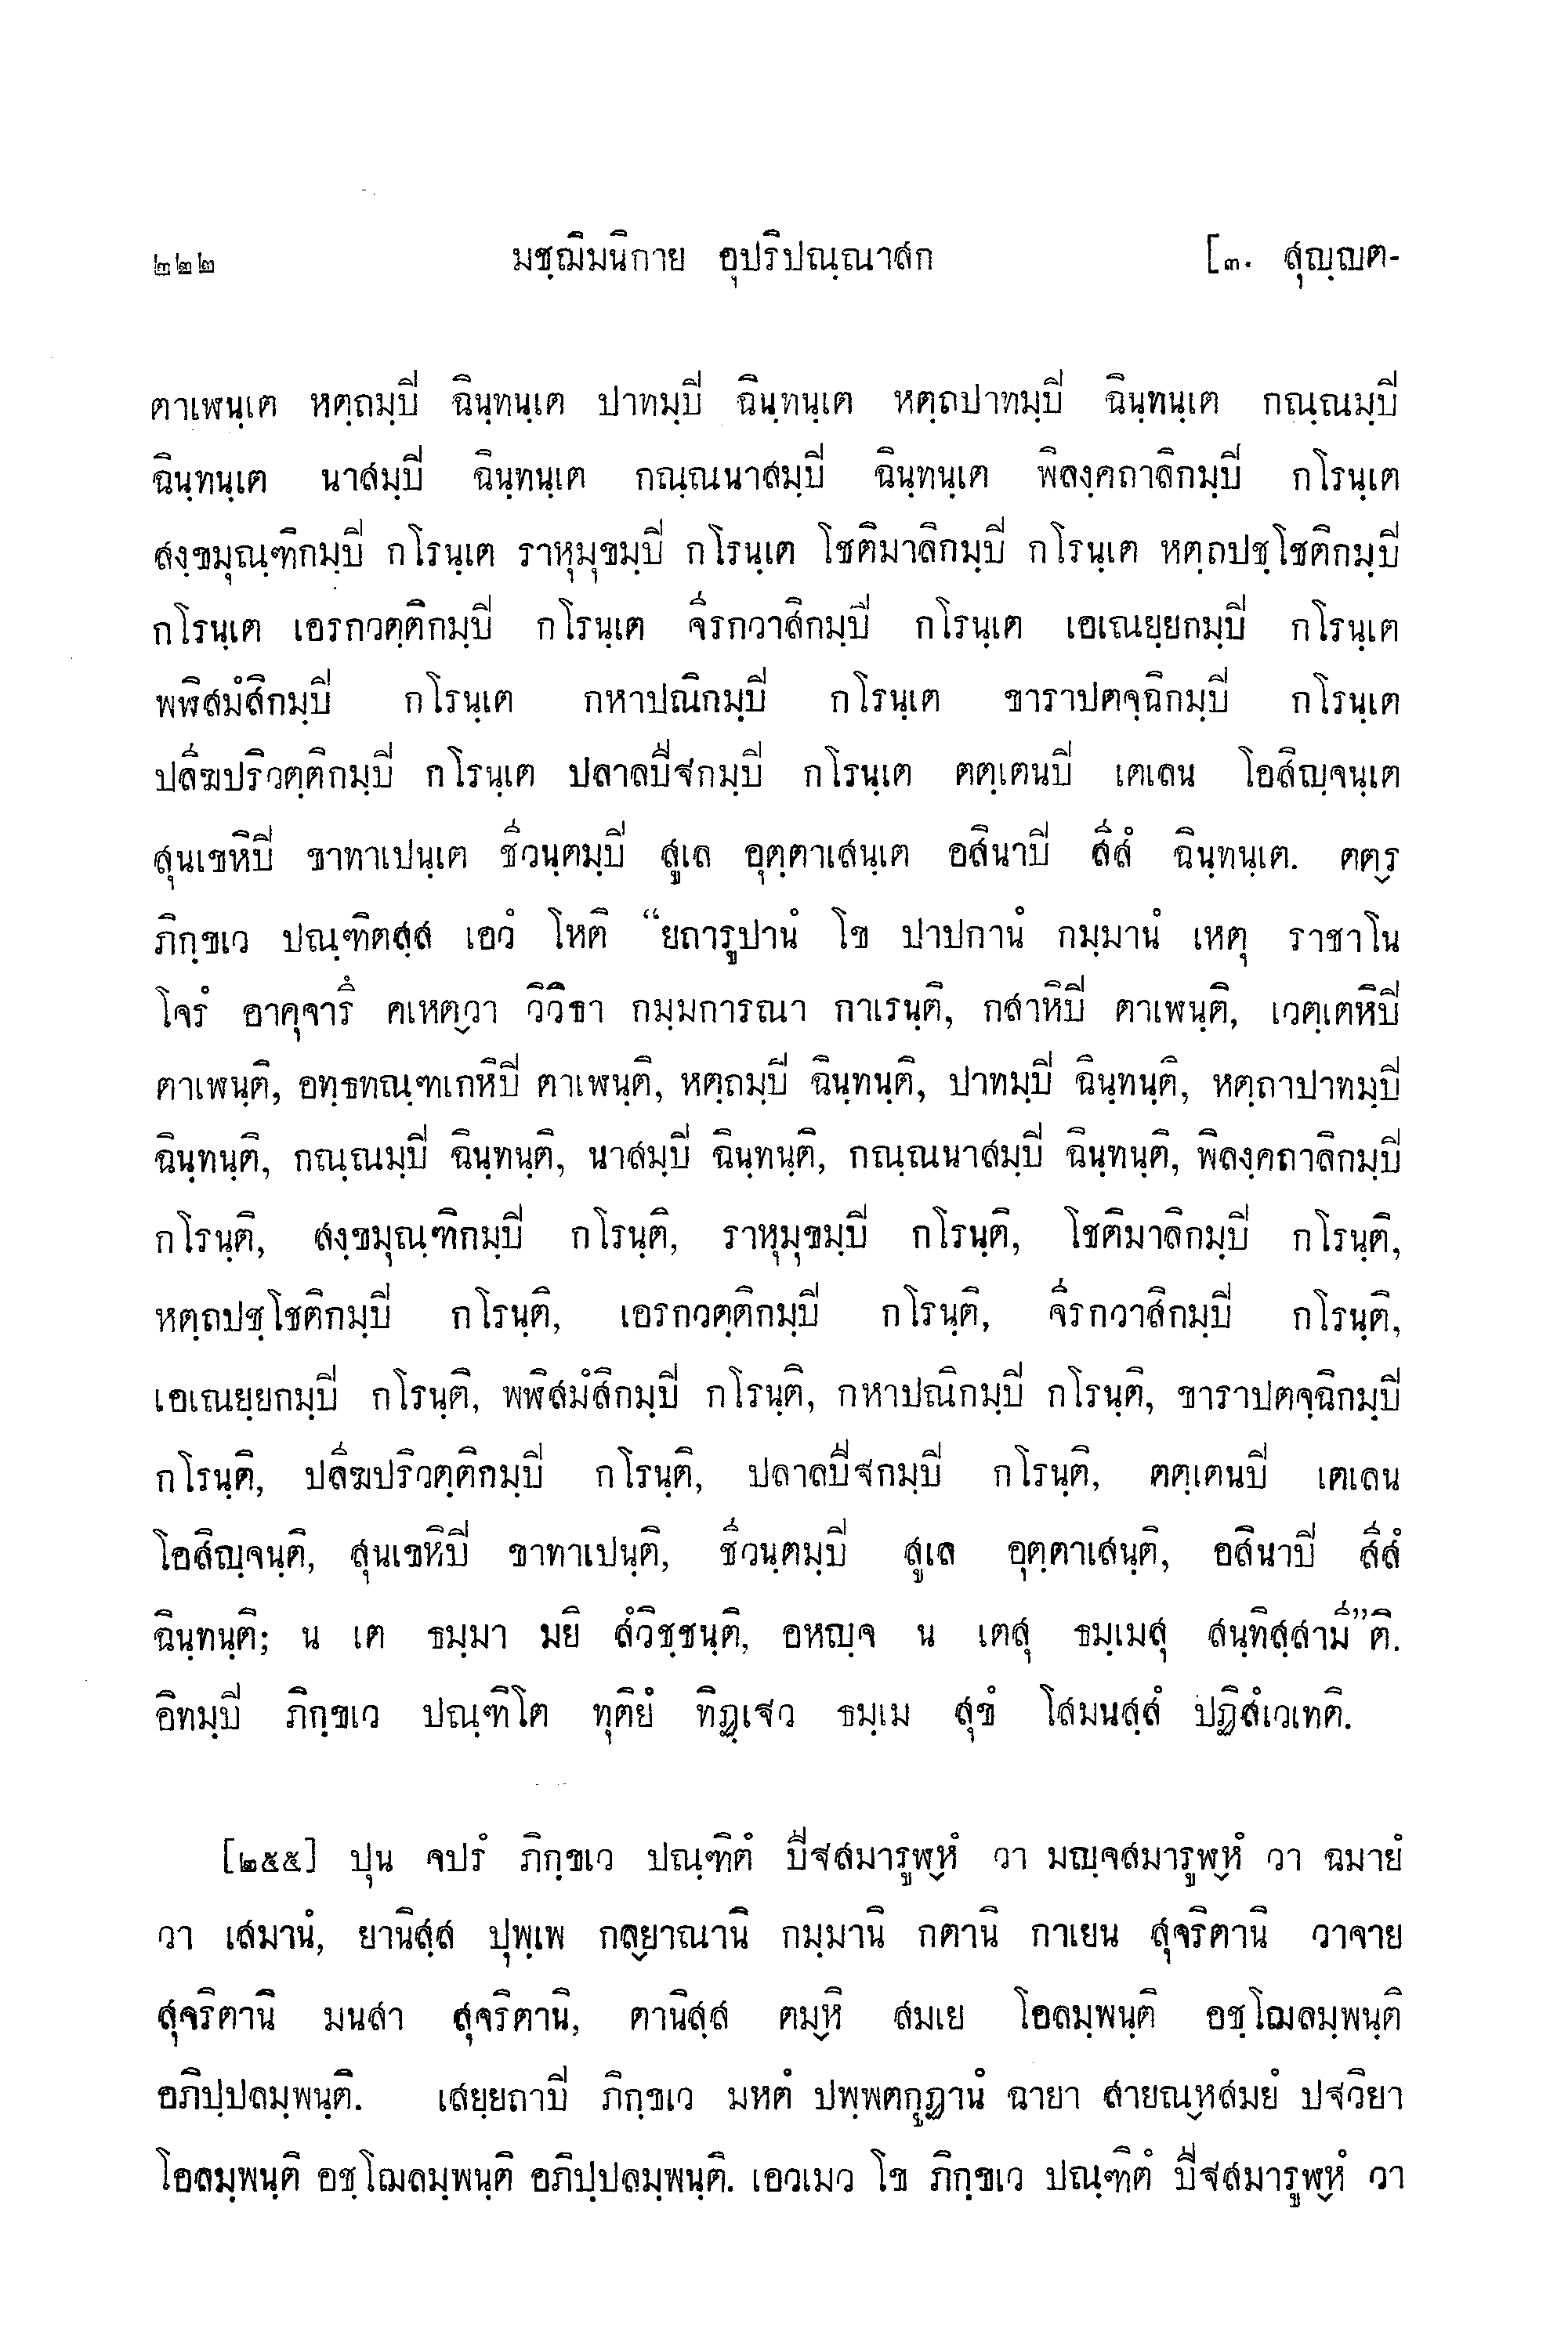 ๒๒๒ มชฺฌิมนิกาย อุปริปณฺณาสก [๓. สุญฺญต-
ตาเฬนฺเต หตฺถมฺปิ ฉินฺทนฺเต ปาทมฺปิ ฉินฺทนฺเต หตฺถปาทมฺปิ ฉินฺทนฺเต กณฺณมฺปิ
ฉินฺทนฺเต นาสมฺปิ ฉินฺทนฺเต กณฺณนาสมฺปิ ฉินฺทนฺเต พิลงฺคถาลิกมฺปิ กโรนฺเต
สงฺขมุณฺฑิกมฺปิ กโรนฺเต ราหุมุขมฺปิ กโรนฺเต โชติมาลิกมฺปิ กโรนฺเต หตฺถปชฺโชติกมฺปิ
กโรนฺเต เอรกวตฺติกมฺปิ กโรนฺเต จีรกวาสิกมฺปิ กโรนฺเต เอเณยฺยกมฺปิ กโรนฺเต
พพิสมํสิกมฺปิ กโรนฺเต กหาปณิกมฺปิ กโรนฺเต ขาราปตจฺฉิกมฺปิ กโรนฺเต
ปลีฆปริวตฺติกมฺปิ กโรนฺเต ปลาลปีฐกมฺปิ กโรนฺเต ตตฺเตนปิ เตเลน โอสิญฺจนฺเต
สุนเขหิปิ ขาทาเปนฺเต ชีวนฺตมฺปิ สูเล อุตฺตาเสนฺเต อสินาปิ สีสํ ฉินฺทนฺเต. ตตฺร
ภิกฺขเว ปณฺฑิตสฺส เอวํ โหติ “ยถารูปานํ โข ปาปกานํ กมฺมานํ เหตุ ราชาโน
โจรํ อาคุจารึ คเหตฺวา วิวิธา กมฺมการณา กาเรนฺติ, กสาหิปิ ตาเฬนฺติ, เวตฺเตหิปิ
ตาเฬนฺติ, อทฺธทณฺฑเกหิปิ ตาเฬนฺติ, หตฺถมฺปิ ฉินฺทนฺติ, ปาทมฺปิ ฉินฺทนฺติ, หตฺถาปาทมฺปิ
ฉินฺทนฺติ, กณฺณมฺปิ ฉินฺทนฺติ, นาสมฺปิ ฉินฺทนฺติ, กณฺณนาสมฺปิ ฉินฺทนฺติ, พิลงฺคถาลิกมฺปิ
กโรนฺติ, สงฺขมุณฺฑิกมฺปิ กโรนฺติ, ราหุมุขมฺปิ กโรนฺติ, โชติมาลิกมฺปิ กโรนฺติ,
หตฺถปชฺโชติกมฺปิ กโรนฺติ, เอรกวตฺติกมฺปิ กโรนฺติ, จีรกวาสิกมฺปิ กโรนฺติ,
เอเณยฺยกมฺปิ กโรนฺติ, พพิสมํสิกมฺปิ กโรนฺติ, กหาปณิกมฺปิ กโรนฺติ, ขาราปตจฺฉิกมฺปิ
กโรนฺติ, ปลีฆปริวตฺติกมฺปิ กโรนฺติ, ปลาลปีฐกมฺปิ กโรนฺติ, ตตฺเตนปิ เตเลน
โอสิญฺจนฺติ, สุนเขหิปิ ขาทาเปนฺติ, ชีวนฺตมฺปิ สูเล อุตฺตาเสนฺติ, อสินาปิ สีสํ
ฉินฺทนฺติ; น เต ธมฺมา มยิ สํวิชฺชนฺติ, อหญฺจ น เตสุ ธมฺเมสุ สนฺทิสฺสามี”ติ.
อิทมฺปิ ภิกฺขเว ปณฺฑิโต ทุติยํ ทิฏฺเฐว ธมฺเม สุขํ โสมนสฺสํ ปฏิสํเวเทติ.
[๒๕๕] ปุน จปรํ ภิกฺขเว ปณฺฑิตํ ปีฐสมารูฬฺหํ วา มญฺจสมารูฬฺหํ วา ฉมายํ
วา เสมานํ, ยานิสฺส ปุพฺเพ กลฺยาณานิ กมฺมานิ กตานิ กาเยน สุจริตานิ วาจาย
สุจริตานิ มนสา สุจริตานิ, ตานิสฺส ตมฺหิ สมเย โอลมฺพนฺติ อชฺโฌลมฺพนฺติ
อภิปฺปลมฺพนฺติ. เสยฺยถาปิ ภิกฺขเว มหตํ ปพฺพตกูฏานํ ฉายา สายณฺหสมยํ ปฐวิยา
โอลมฺพนฺติ อชฺโฌลมฺพนฺติ อภิปฺปลมฺพนฺติ. เอวเมว โข ภิกฺขเว ปณฺฑิตํ ปีฐสมารูฬฺหํ วา